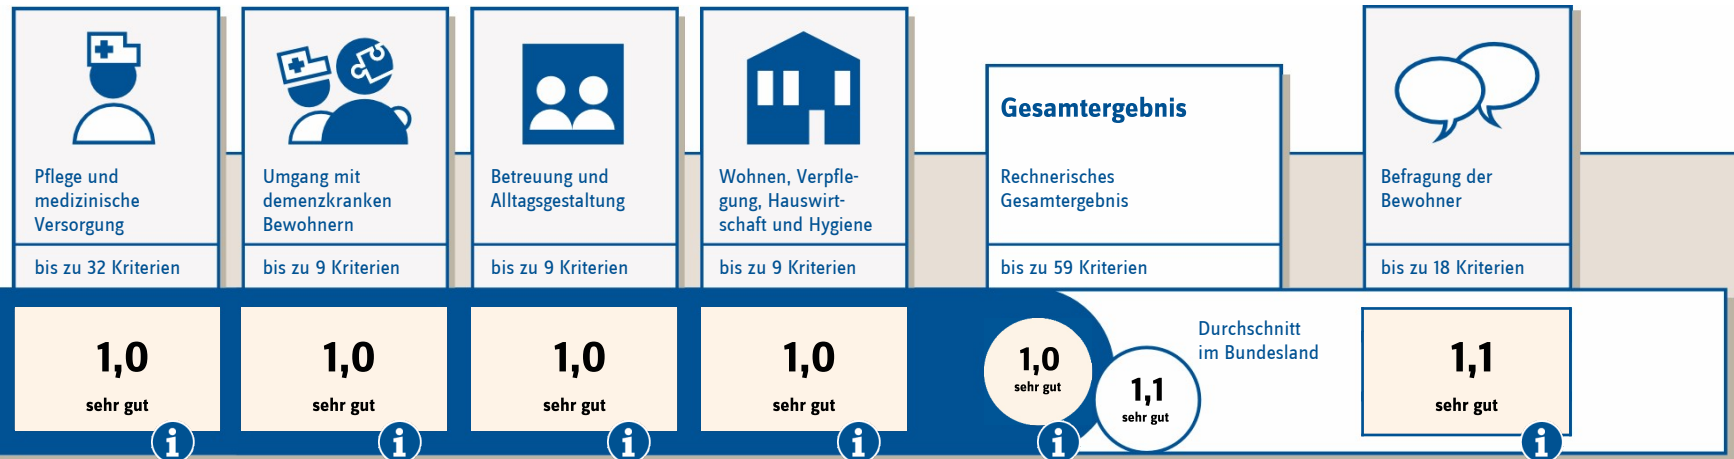 Pflege und
medizinische
Versorgung
bis zu 32 Kriterien
1,0
sehr gut
i
Umgang mit
demenzkranken
Bewohnern
bis zu 9 Kriterien
1,0
sehr gut
i
Betreuung und
Alltagsgestaltung
bis zu 9 Kriterien
1,0
sehr gut
i
Wohnen, Verpfle-
gung, Hauswirt-
schaft und Hygiene
bis zu 9 Kriterien
1,0
sehr gut
i
Gesamtergebnis
Rechnerisches
Gesamtergebnis
bis zu 59 Kriterien
1,0
sehr gut
i
1,1
sehr gut
Durchschnitt
im Bundesland
Befragung der
Bewohner
bis zu 18 Kriterien
1,1
sehr gut
i